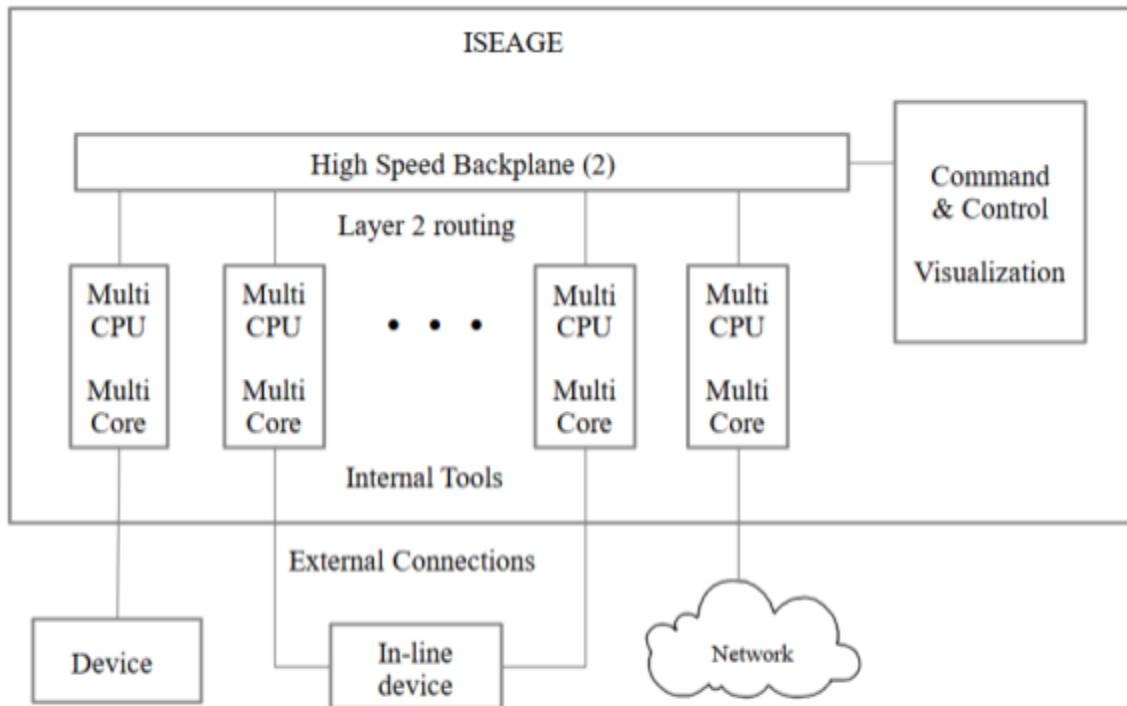 ISEAGE
High Speed Backplane (2)
Command
& Control
Visualization
Layer 2 routing
Multi
CPU
Multi
Core
Multi
CPU
Multi
Core
• • •
Multi
CPU
Multi
Core
Multi
CPU
Multi
Core
Internal Tools
External Connections
Device
In-line
device
Network